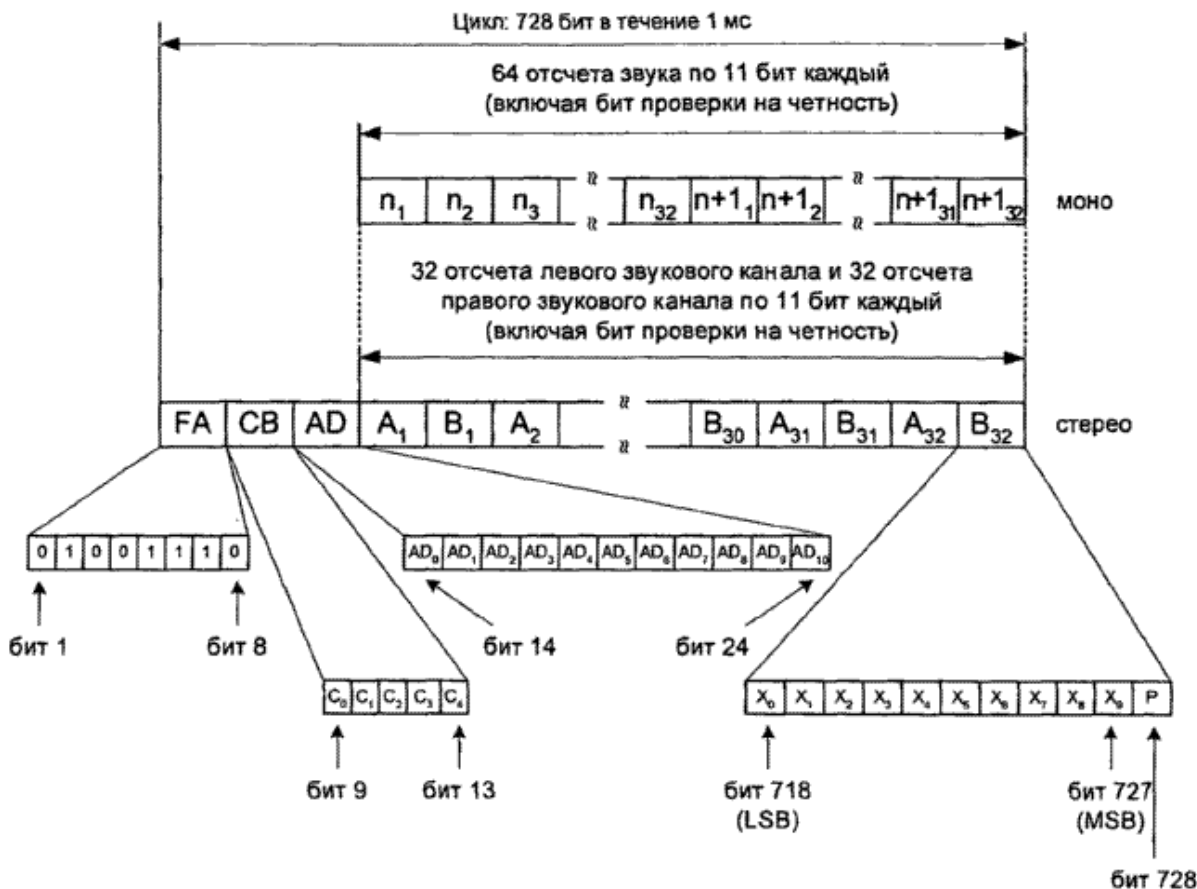 Цикл: 728 бит в течение 1 мс
64 отсчета звука по 11 бит каждый
(включая бит проверки на четность)
n₁ n₂ n₃ n₃₂ n+1₁ n+1₂ n+1₃₁ n+1₃₂ моно
32 отсчета левого звукового канала и 32 отсчета
правого звукового канала по 11 бит каждый
(включая бит проверки на четность)
FA CB AD A₁ B₁ A₂ B₃₀ A₃₁ B₃₁ A₃₂ B₃₂ стерео
0 1 0 0 1 1 1 0 AD₀ AD₁ AD₂ AD₃ AD₄ AD₅ AD₆ AD₇ AD₈ AD₉ AD₁₀
бит 1 бит 8 бит 14 бит 24
C₀ C₁ C₂ C₃ C₄ X₀ X₁ X₂ X₃ X₄ X₅ X₆ X₇ X₈ X₉ P
бит 9 бит 13 бит 718 бит 727
(LSB) (MSB)
бит 728